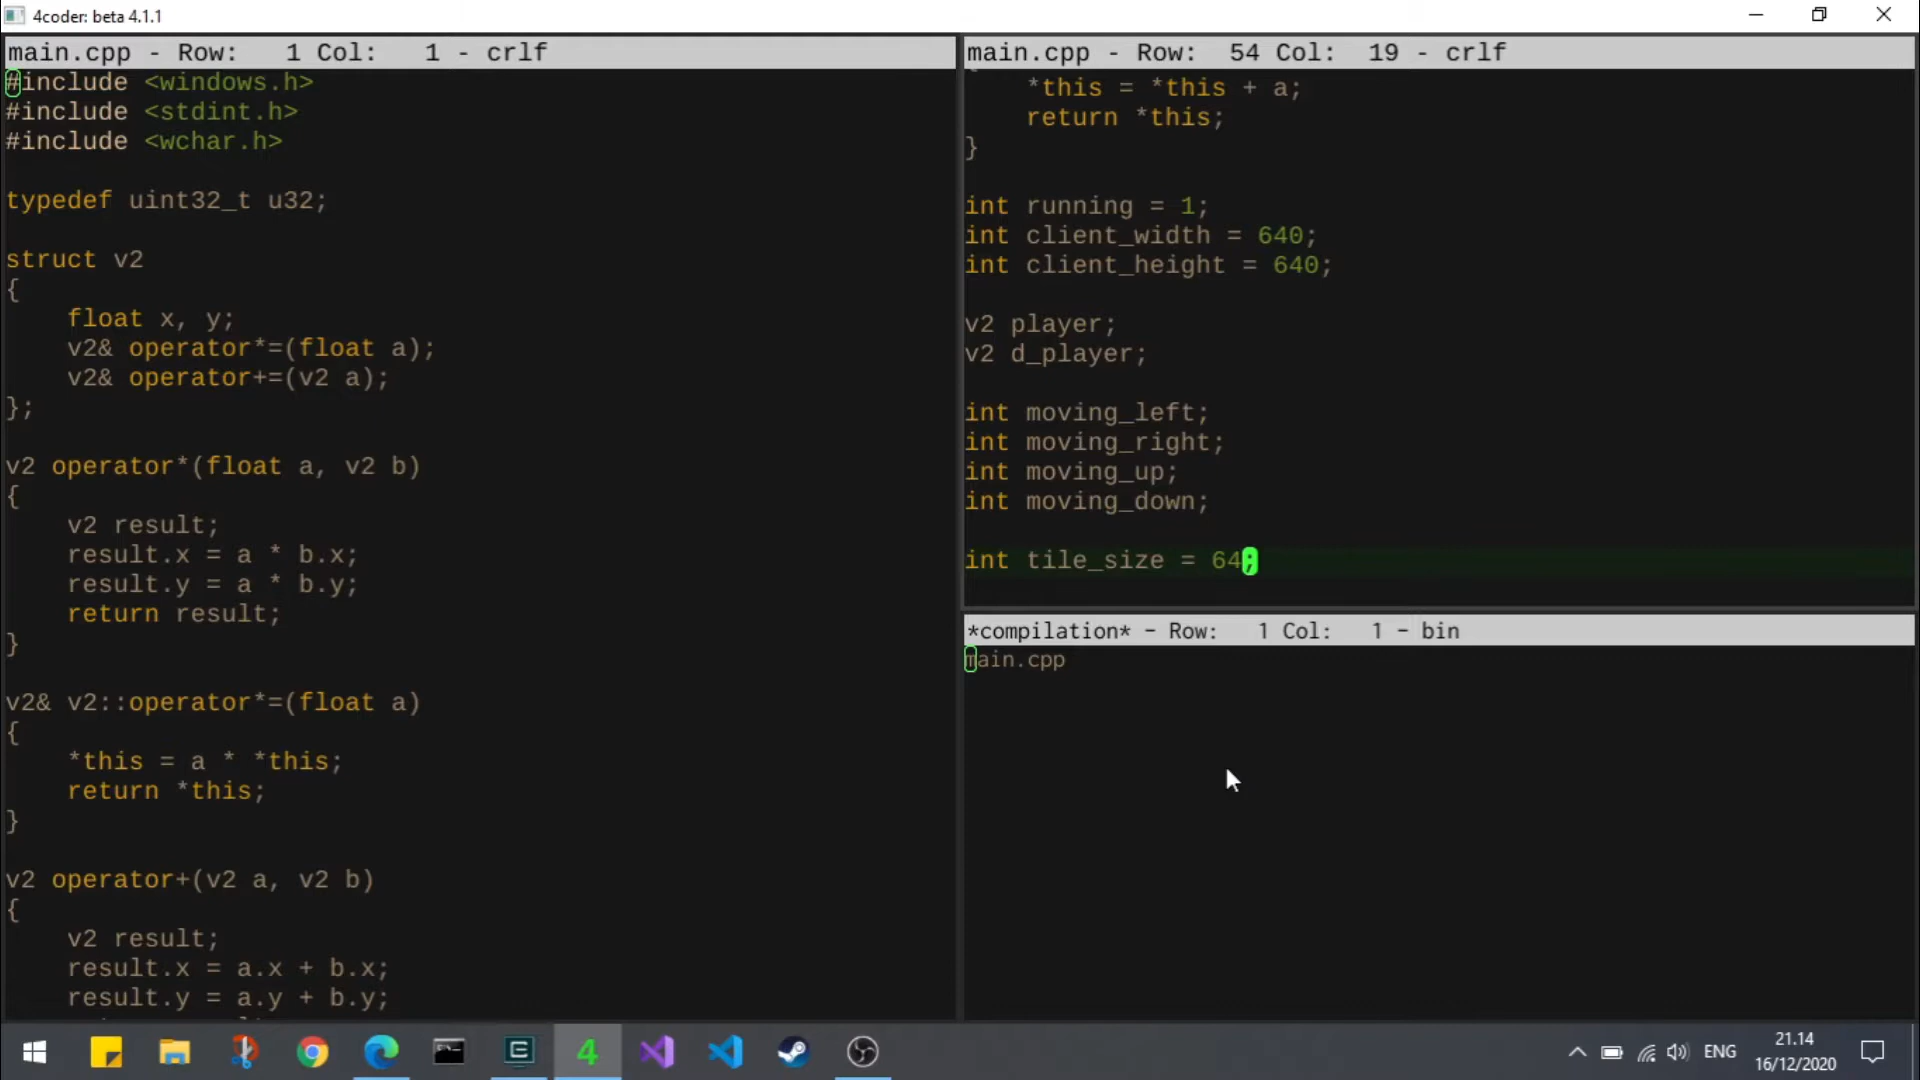 4coder: beta 4.1.1
main.cpp - Row:   1 Col:   1 - crlf
#include <windows.h>
#include <stdint.h>
#include <wchar.h>
typedef uint32_t u32;
struct v2
{
    float x, y;
    v2& operator*=(float a);
    v2& operator+=(v2 a);
};
v2 operator*(float a, v2 b)
{
    v2 result;
    result.x = a * b.x;
    result.y = a * b.y;
    return result;
}
v2& v2::operator*=(float a)
{
    *this = a * *this;
    return *this;
}
v2 operator+(v2 a, v2 b)
{
    v2 result;
    result.x = a.x + b.x;
    result.y = a.y + b.y;
main.cpp - Row:  54 Col:  19 - crlf
    *this = *this + a;
    return *this;
}
int running = 1;
int client_width = 640;
int client_height = 640;
v2 player;
v2 d_player;
int moving_left;
int moving_right;
int moving_up;
int moving_down;
int tile_size = 64;
*compilation* - Row:   1 Col:   1 - bin
main.cpp
4
ENG
21.14
16/12/2020